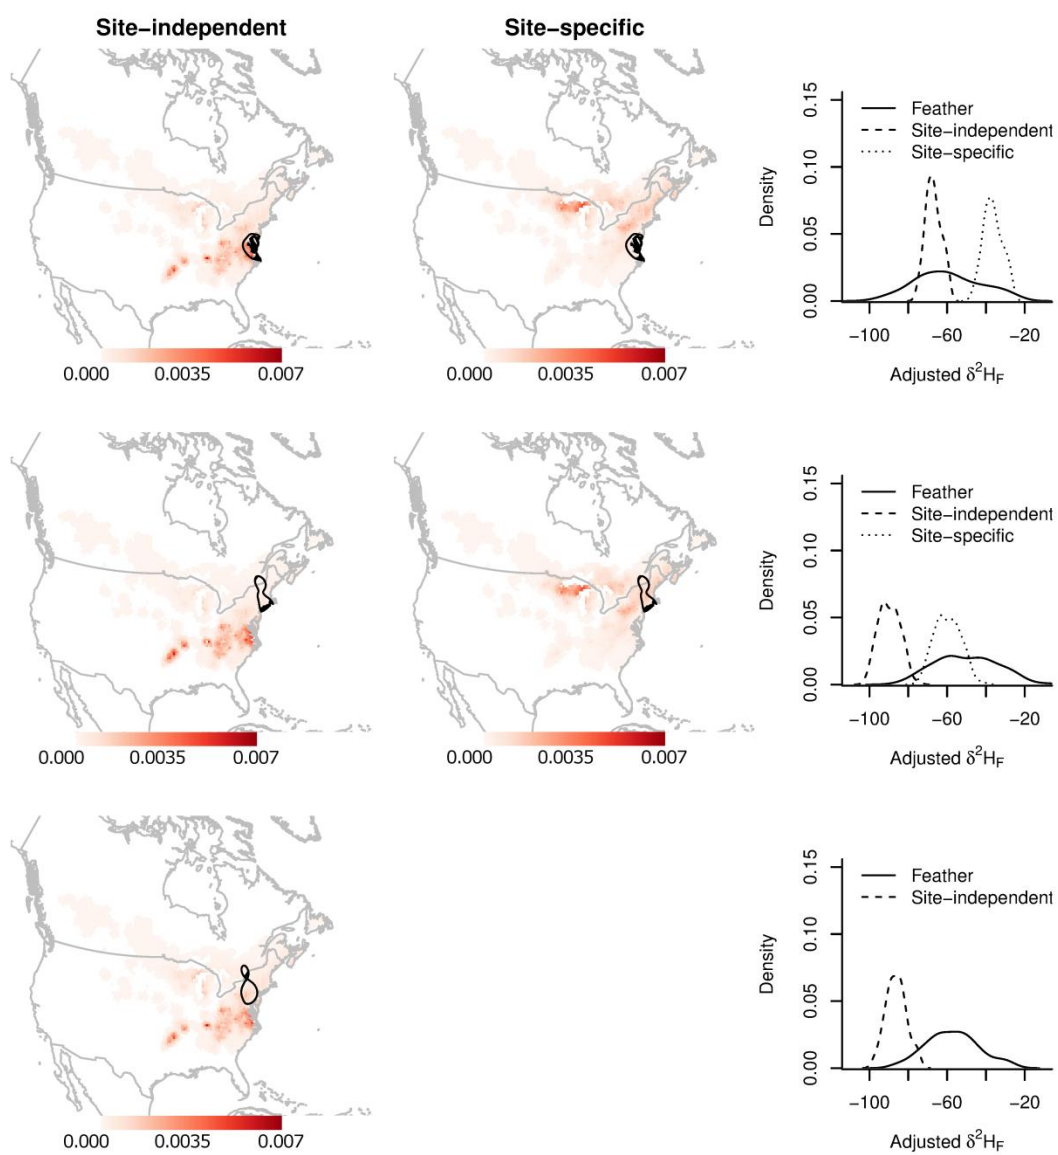 Site−independent
Site−specific
0.000 0.0035 0.007
0.000 0.0035 0.007
Density
0.00 0.05 0.10 0.15
Feather
Site−independent
Site−specific
−100 −60 −20
Adjusted δ²H_F
0.000 0.0035 0.007
0.000 0.0035 0.007
Density
0.00 0.05 0.10 0.15
Feather
Site−independent
Site−specific
−100 −60 −20
Adjusted δ²H_F
0.000 0.0035 0.007
Density
0.00 0.05 0.10 0.15
Feather
Site−independent
−100 −60 −20
Adjusted δ²H_F